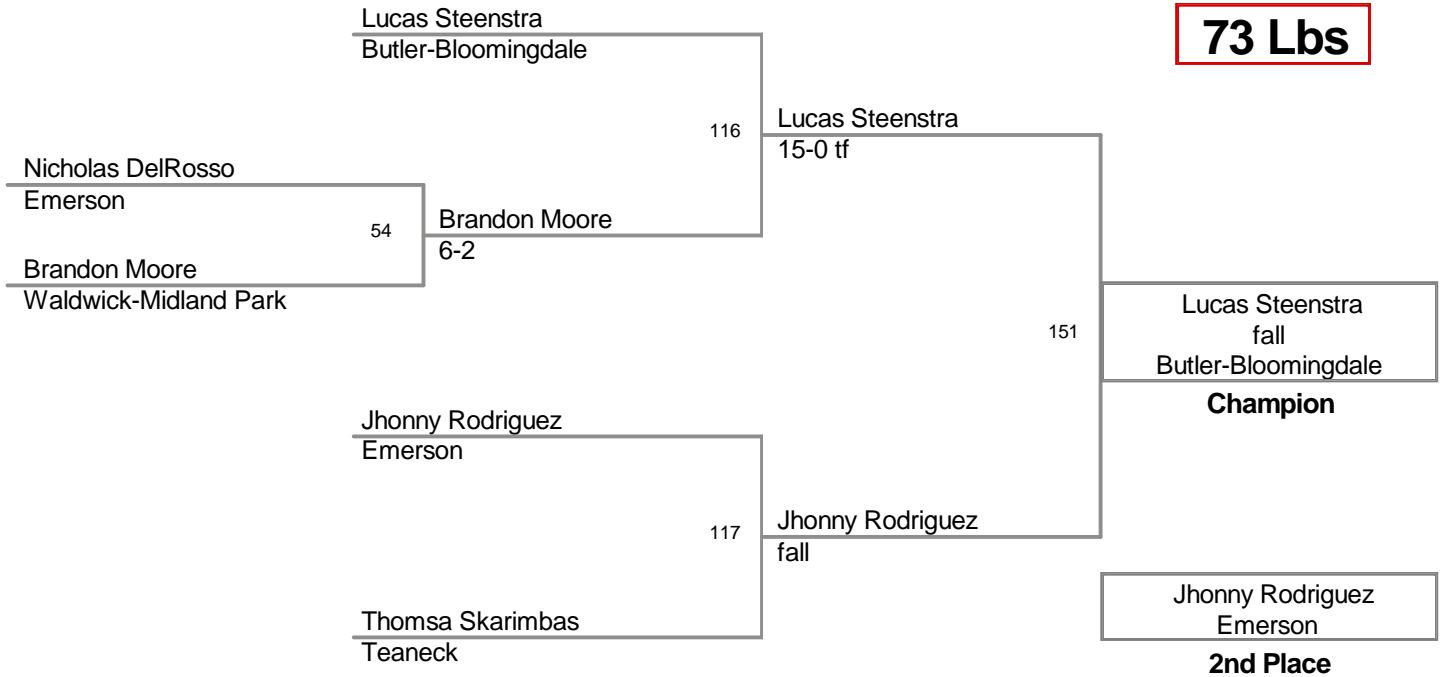 Lucas Steenstra
Butler-Bloomingdale
73 Lbs
116
Lucas Steenstra
15-0 tf
Nicholas DelRosso
Emerson
54
Brandon Moore
6-2
Brandon Moore
Waldwick-Midland Park
151
Lucas Steenstra
fall
Butler-Bloomingdale
Champion
Jhonny Rodriguez
Emerson
117
Jhonny Rodriguez
fall
Thomsa Skarimbas
Teaneck
Jhonny Rodriguez
Emerson
2nd Place